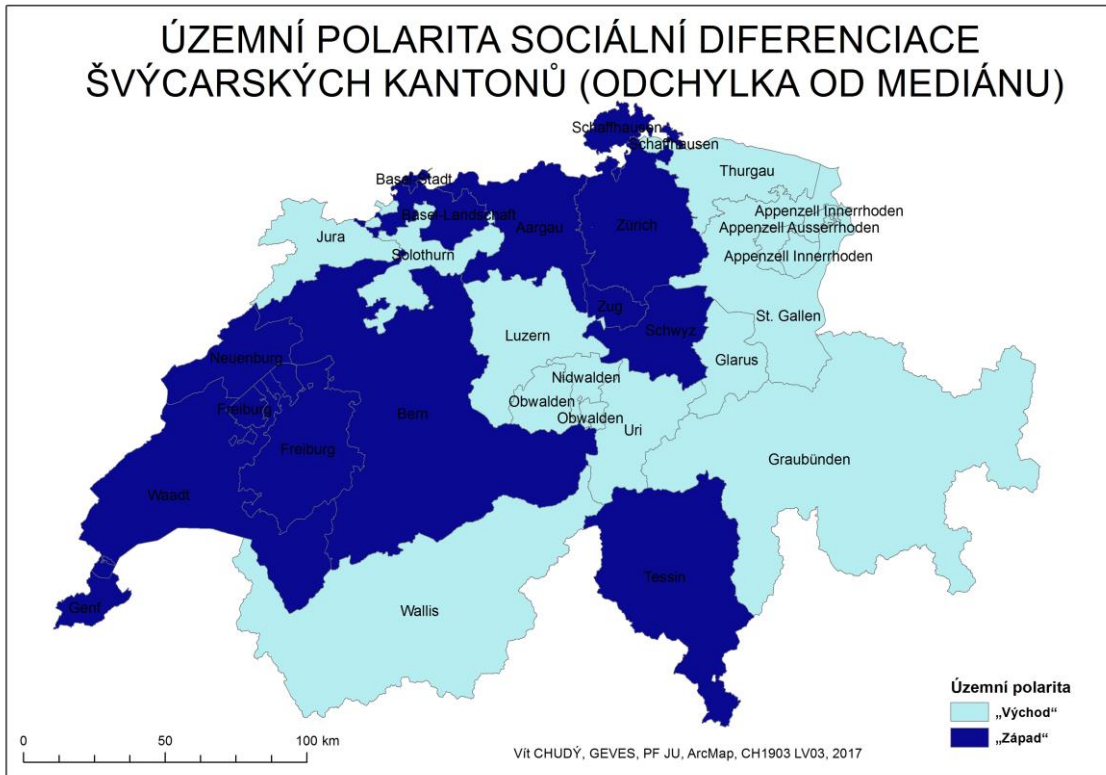 ÚZEMNÍ POLARITA SOCIÁLNÍ DIFERENCIACE
ŠVÝCARSKÝCH KANTONŮ (ODCHYLKA OD MEDIÁNU)
Schaffhausen
Schaffhausen
Thurgau
Basel-Stadt
Basel-Landschaft
Appenzell Innerrhoden
Aargau
Zürich
Appenzell Ausserrhoden
Jura
Solothurn
Appenzell Innerrhoden
Zug
St. Gallen
Luzern
Schwyz
Neuenburg
Glarus
Nidwalden
Obwalden
Freiburg
Bern
Obwalden
Uri
Freiburg
Graubünden
Waadt
Tessin
Genf
Wallis
Územní polarita
„Východ“
„Západ“
0 50 100 km
Vít CHUDÝ, GEVES, PF JU, ArcMap, CH1903 LV03, 2017